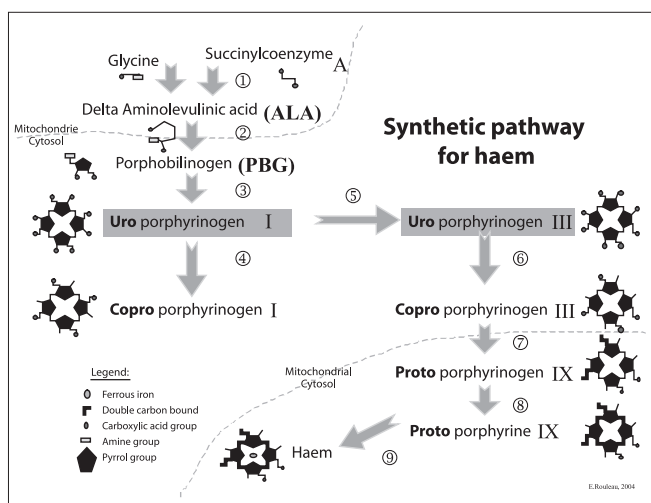 Glycine
Succinylcoenzyme A
①
Delta Aminolevulinic acid (ALA)
Mitochondrie
Cytosol
②
Porphobilinogen (PBG)
Synthetic pathway
for haem
③
⑤
Uro porphyrinogen I
Uro porphyrinogen III
④
⑥
Copro porphyrinogen I
Copro porphyrinogen III
⑦
Mitochondrial
Cytosol
Proto porphyrinogen IX
⑧
Proto porphyrine IX
⑨
Haem
Legend:
Ferrous iron
Double carbon bound
Carboxylic acid group
Amine group
Pyrrol group
E.Rouleau, 2004